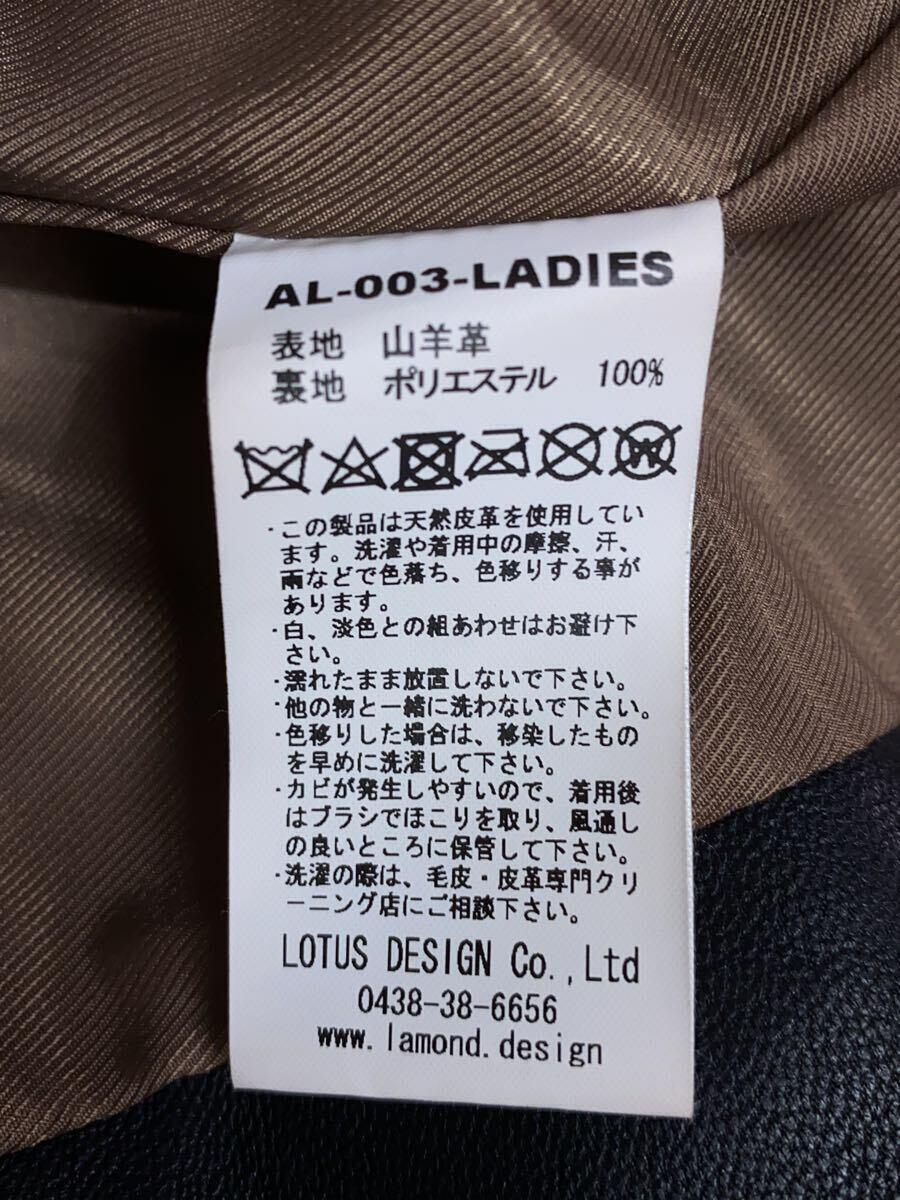 AL-003-LADIES
表地 山羊革
裏地 ポリエステル 100%
W
・この製品は天然皮革を使用してい
ます。洗濯や着用中の摩擦、汗、
雨などで色落ち、色移りする事が
あります。
・白、淡色との組あわせはお避け下
さい。
・濡れたまま放置しないで下さい。
・他の物と一緒に洗わないで下さい。
・色移りした場合は、移染したもの
を早めに洗濯して下さい。
・カビが発生しやすいので、着用後
はブラシでほこりを取り、風通し
の良いところに保管して下さい。
・洗濯の際は、毛皮・皮革専門クリ
ーニング店にご相談下さい。
LOTUS DESIGN Co.,Ltd
0438-38-6656
www.lamond.design